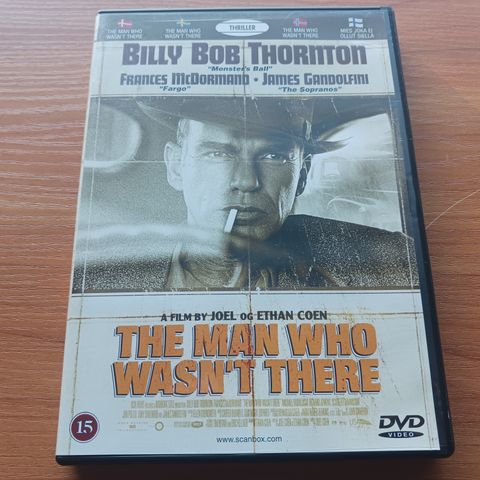 THE MAN WHO
WASN'T THERE
THE MAN WHO
WASN'T THERE
THRILLER
THE MAN WHO
WASN'T THERE
MIES JOKA EI
OLLUT SIELLÄ
BILLY BOB THORNTON
"Monster's Ball"
FRANCES MCDORMAND · JAMES GANDOLFINI
"Fargo" "The Sopranos"
A FILM BY JOEL OG ETHAN COEN
THE MAN WHO
WASN'T THERE
15
www.scanbox.com
DVD
VIDEO